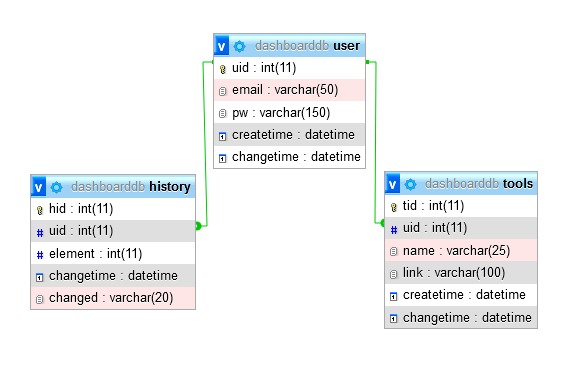 v dashboarddb user
uid : int(11)
email : varchar(50)
pw : varchar(150)
createtime : datetime
changetime : datetime
v dashboarddb history
hid : int(11)
# uid : int(11)
# element : int(11)
changetime : datetime
changed : varchar(20)
v dashboarddb tools
tid : int(11)
# uid : int(11)
name : varchar(25)
link : varchar(100)
createtime : datetime
changetime : datetime